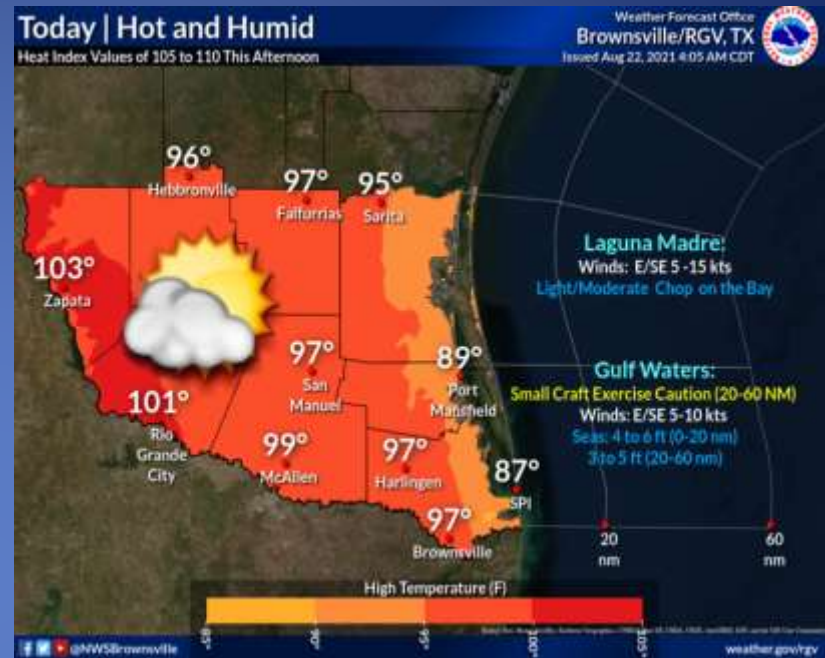 Today | Hot and Humid
Heat Index Values of 105 to 110 This Afternoon
Weather Forecast Office
Brownsville/RGV, TX
Issued Aug 22, 2021 4:05 AM CDT
96°
Hebbronville
97°
Falfurrias
95°
Sarita
103°
Zapata
Laguna Madre:
Winds: E/SE 5 -15 kts
Light/Moderate Chop on the Bay
97°
San
Manuel
89°
Port
Mansfield
Gulf Waters:
Small Craft Exercise Caution (20-60 NM)
Winds: E/SE 5-10 kts
Seas: 4 to 6 ft (0-20 nm)
3 to 5 ft (20-60 nm)
101°
Rio
Grande
City
99°
McAllen
97°
Harlingen
87°
SPI
97°
Brownsville
20
nm
60
nm
High Temperature (F)
85°
90°
95°
100°
105°
@NWSBrownsville
weather.gov/rgv